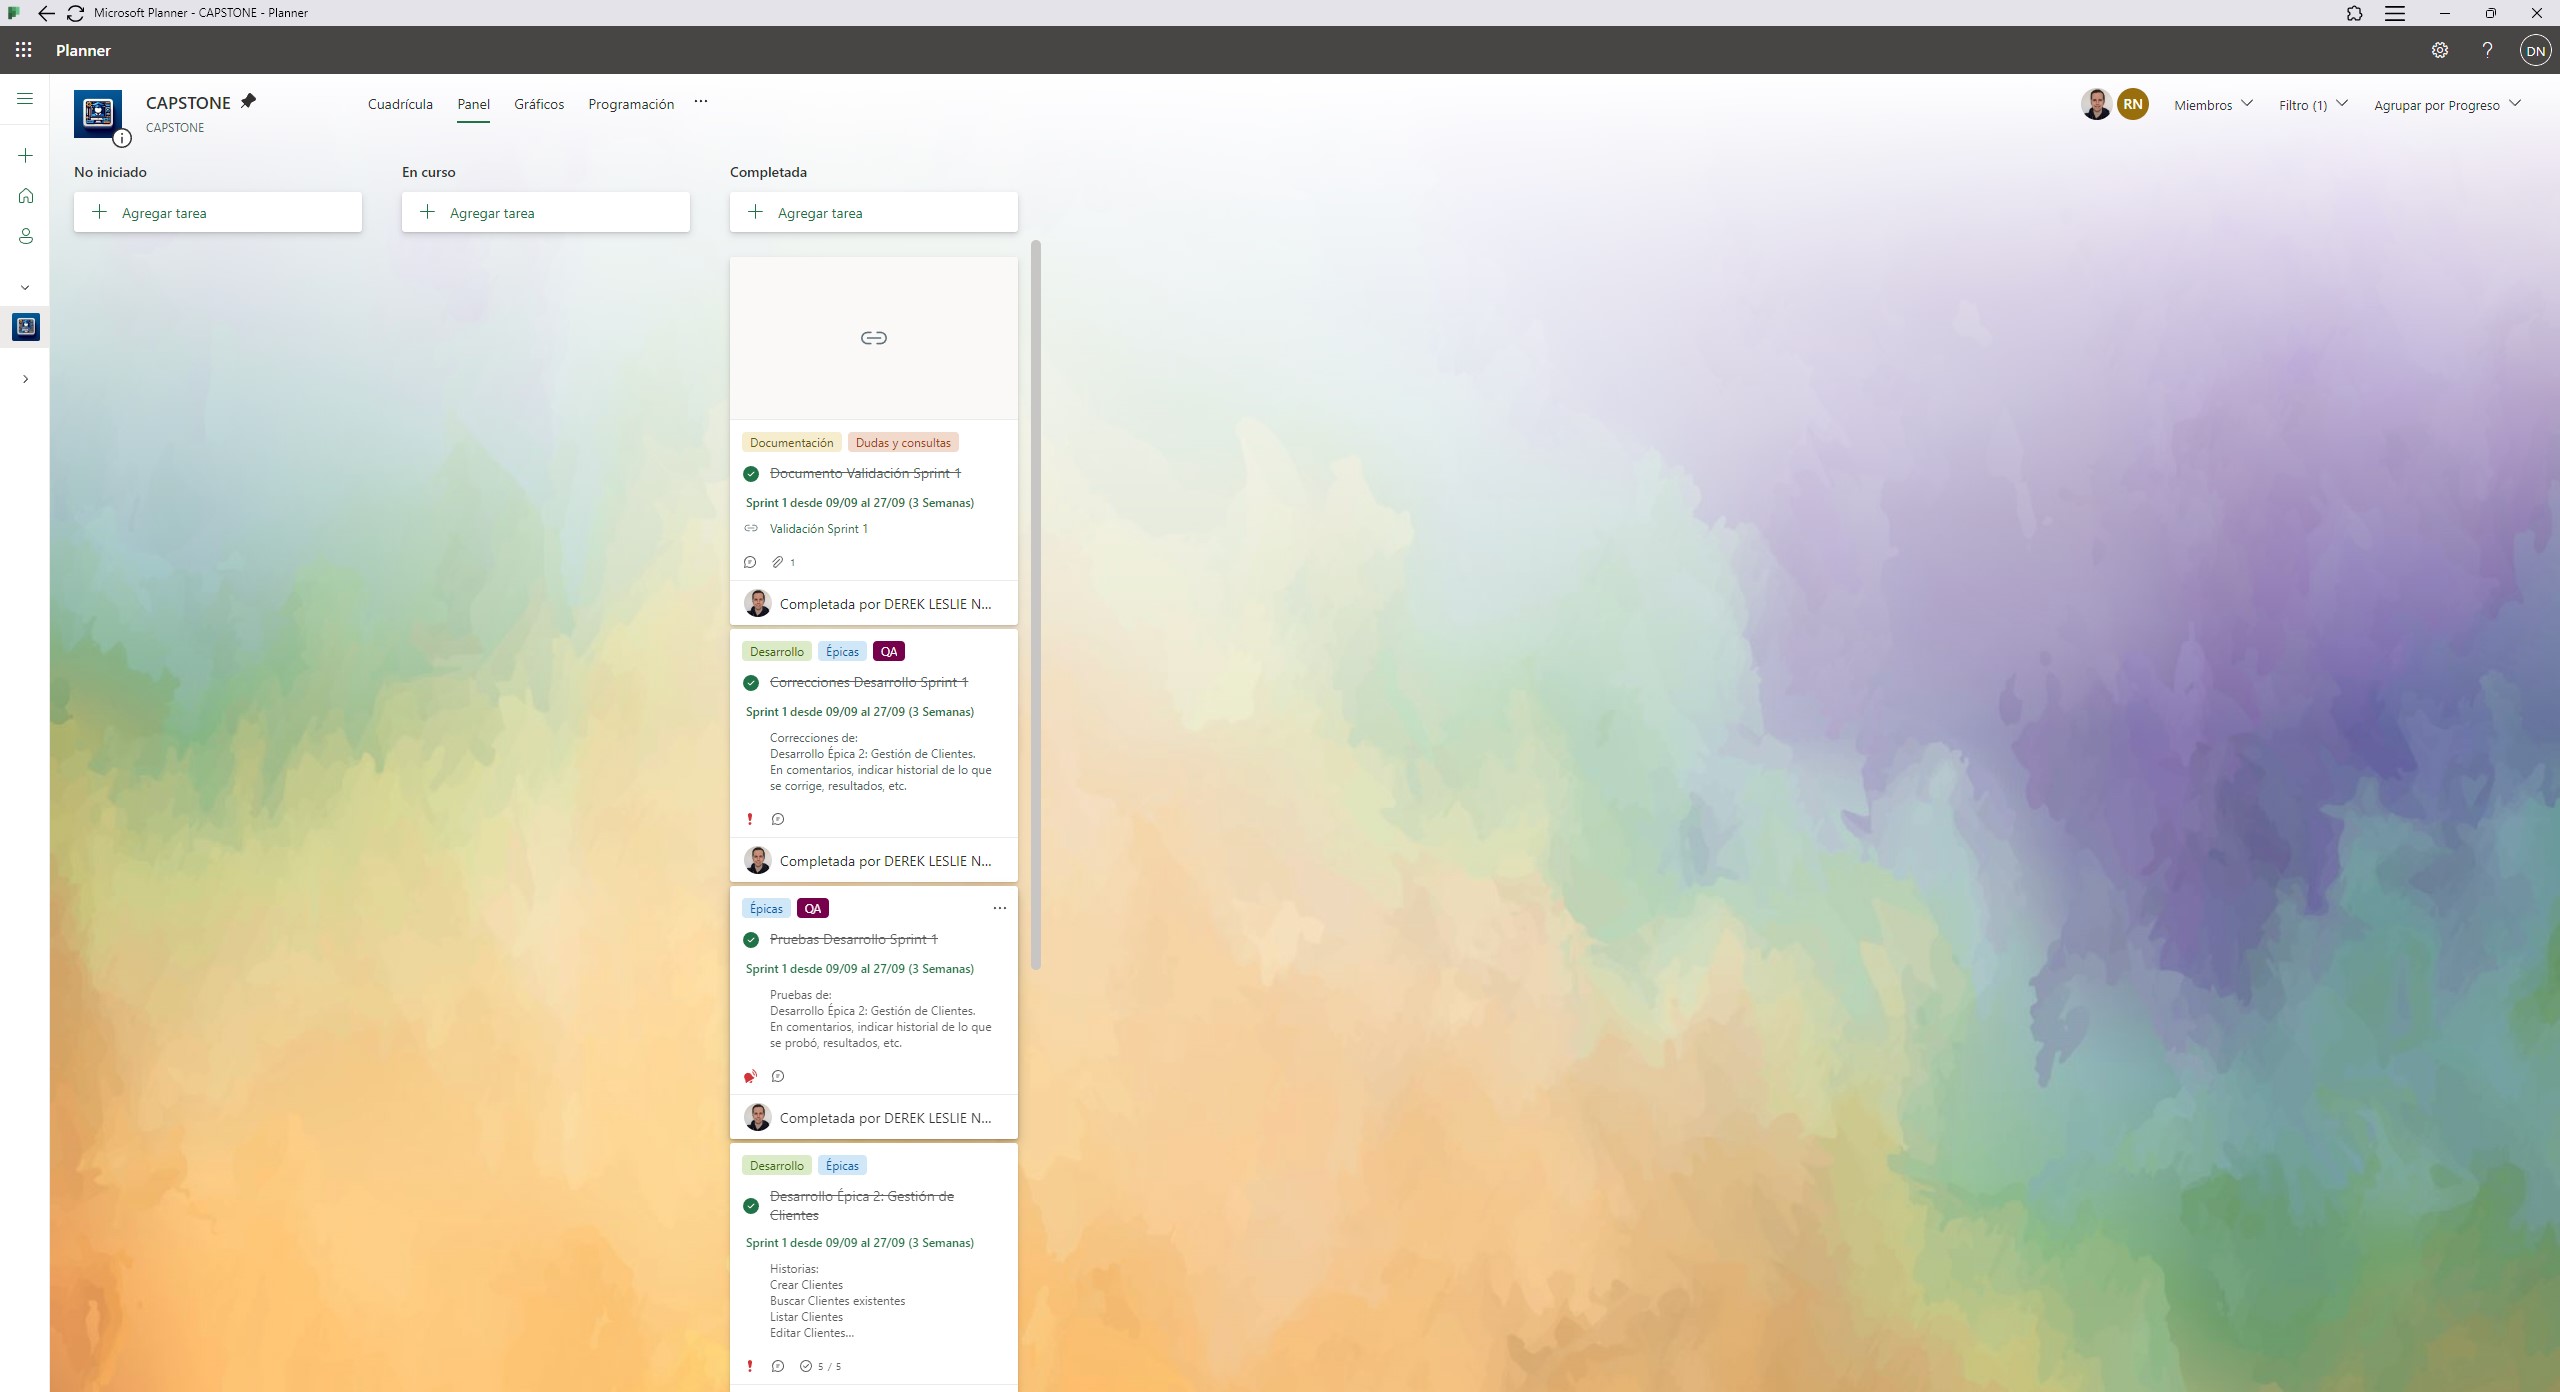 Microsoft Planner - CAPSTONE - Planner
Planner
DN
CAPSTONE
CAPSTONE
Cuadrícula Panel Gráficos Programación ...
RN Miembros Filtro (1) Agrupar por Progreso
No iniciado
Agregar tarea
En curso
Agregar tarea
Completada
Agregar tarea
Documentación Dudas y consultas
Documento Validación Sprint 1
Sprint 1 desde 09/09 al 27/09 (3 Semanas)
Validación Sprint 1
1
Completada por DEREK LESLIE N...
Desarrollo Épicas QA
Correcciones Desarrollo Sprint 1
Sprint 1 desde 09/09 al 27/09 (3 Semanas)
Correcciones de:
Desarrollo Épica 2: Gestión de Clientes.
En comentarios, indicar historial de lo que
se corrige, resultados, etc.
Completada por DEREK LESLIE N...
Épicas QA
Pruebas Desarrollo Sprint 1
Sprint 1 desde 09/09 al 27/09 (3 Semanas)
Pruebas de:
Desarrollo Épica 2: Gestión de Clientes.
En comentarios, indicar historial de lo que
se probó, resultados, etc.
Completada por DEREK LESLIE N...
Desarrollo Épicas
Desarrollo Épica 2: Gestión de
Clientes
Sprint 1 desde 09/09 al 27/09 (3 Semanas)
Historias:
Crear Clientes
Buscar Clientes existentes
Listar Clientes
Editar Clientes...
5 / 5